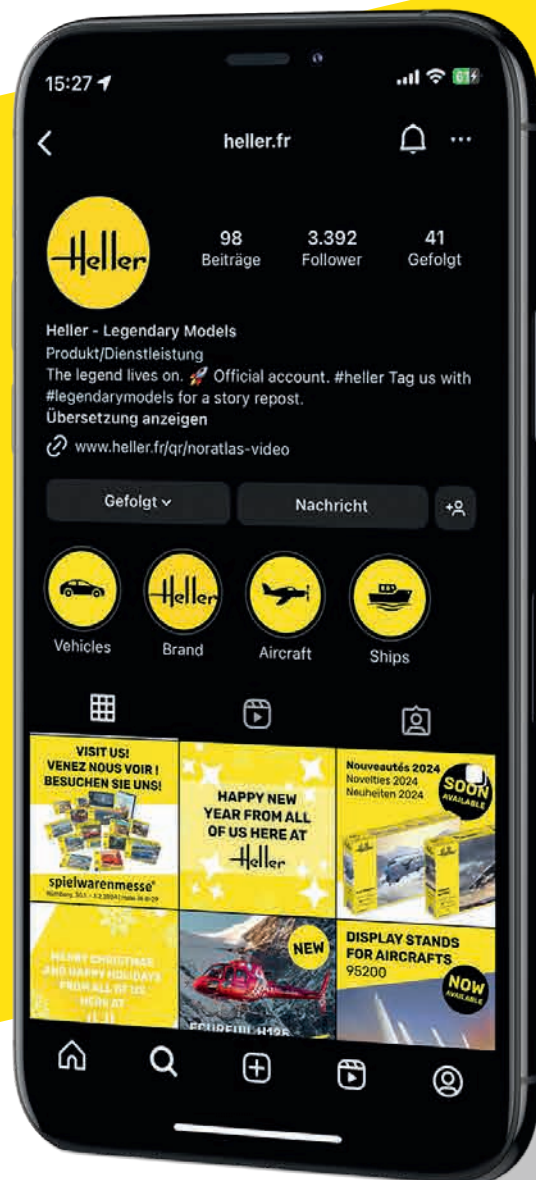 15:27
61
heller.fr
Heller
98
3.392
41
Beiträge
Follower
Gefolgt
Heller - Legendary Models
Produkt/Dienstleistung
The legend lives on. 🚀 Official account. #heller Tag us with
#legendarymodels for a story repost.
Übersetzung anzeigen
www.heller.fr/qr/noratlas-video
Gefolgt
Nachricht
Heller
Vehicles
Brand
Aircraft
Ships
VISIT US!
VENEZ NOUS VOIR !
BESUCHEN SIE UNS!
spielwarenmesse®
HAPPY NEW
YEAR FROM ALL
OF US HERE AT
Heller
Nouveautés 2024
Novelties 2024
Neuheiten 2024
SOON
AVAILABLE
MERRY CHRISTMAS
AND HAPPY HOLIDAYS
FROM ALL OF US
HERE AT
NEW
ECUREUIL H125
DISPLAY STANDS
FOR AIRCRAFTS
95200
NOW
AVAILABLE